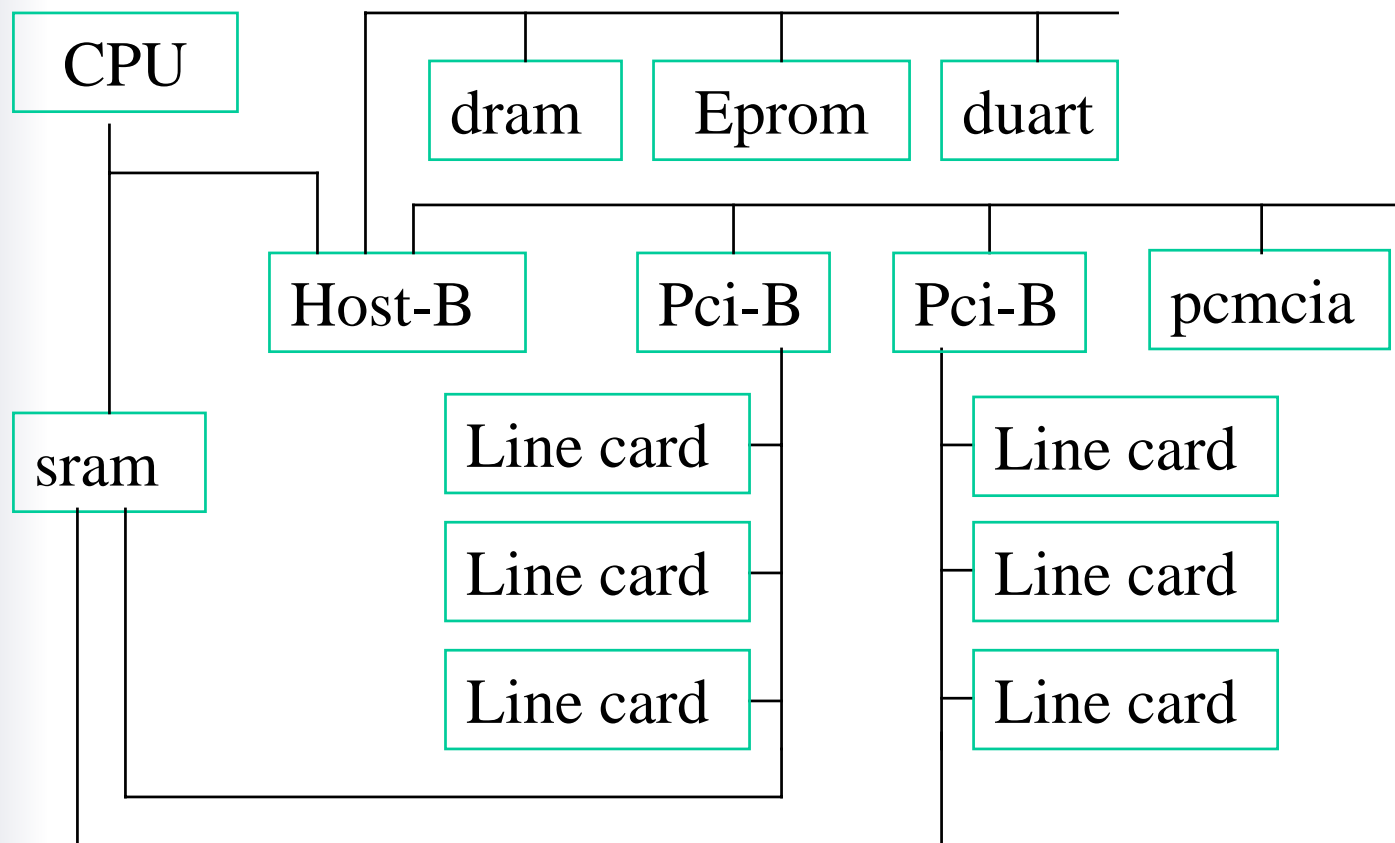 CPU
dram
Eprom
duart
Host-B
Pci-B
Pci-B
pcmcia
sram
Line card
Line card
Line card
Line card
Line card
Line card